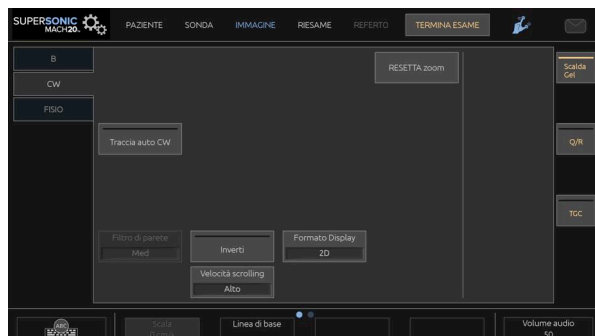 SUPERSONIC
MACH20.
PAZIENTE
SONDA
IMMAGINE
RIESAME
REFERTO
TERMINA ESAME
B
CW
FISIO
RESETTA zoom
Scalda
Gel
Traccia auto CW
Q/R
TGC
Filtro di parete
Med
Inverti
Formato Display
2D
Velocità scrolling
Alto
ABC
Scala
Linea di base
Volume audio
50